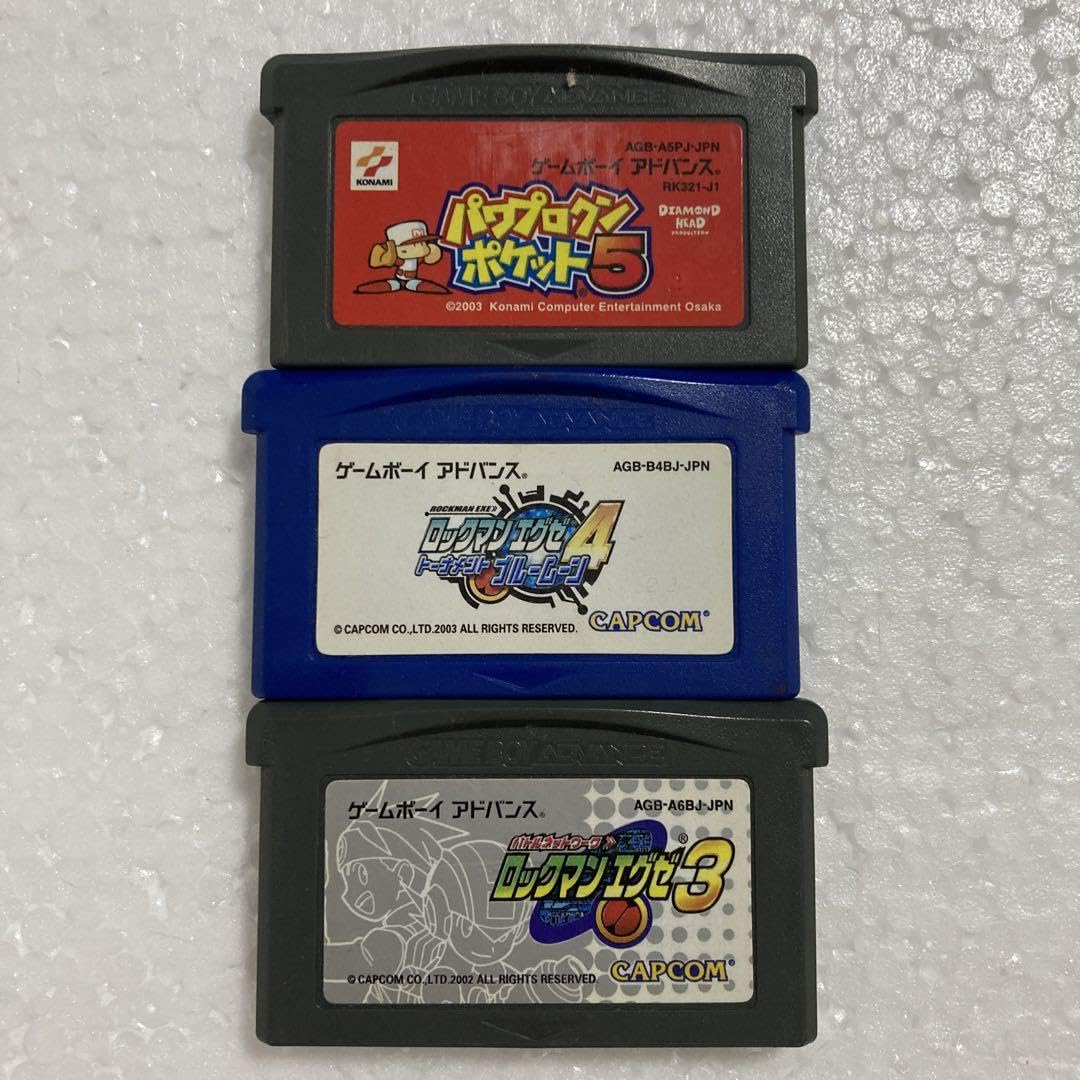 GAME BOY ADVANCE
KONAMI
AGB-A5PJ-JPN
ゲームボーイ アドバンス®
RK321-J1
パワプロクン
ポケット5
®
DIAMOND
HEAD
PRODUCTION
©2003 Konami Computer Entertainment Osaka
GAME BOY ADVANCE
ゲームボーイ アドバンス®
AGB-B4BJ-JPN
ROCKMAN EXE
ロックマン エグゼ4
トーナメント ブルームーン
© CAPCOM CO.,LTD.2003 ALL RIGHTS RESERVED.
CAPCOM®
GAME BOY ADVANCE
ゲームボーイ アドバンス®
AGB-A6BJ-JPN
バトルネットワーク
ロックマン エグゼ3®
© CAPCOM CO.,LTD.2002 ALL RIGHTS RESERVED.
CAPCOM®